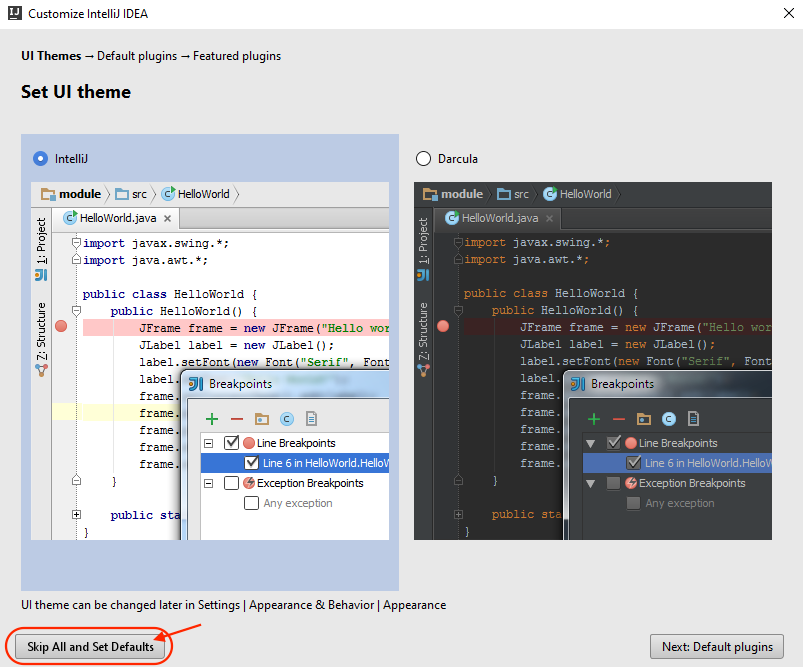 Customize IntelliJ IDEA
UI Themes → Default plugins → Featured plugins
Set UI theme
IntelliJ
module src HelloWorld
HelloWorld.java
1: Project
Z: Structure
import javax.swing.*;
import java.awt.*;
public class HelloWorld {
public HelloWorld() {
JFrame frame = new JFrame("Hello wor
JLabel label = new JLabel();
label.setFont(new Font("Serif", Font
label.
frame.
frame.
frame.
frame.
frame.
}
public sta
}
Breakpoints
Line Breakpoints
Line 6 in HelloWorld.HelloW
Exception Breakpoints
Any exception
Darcula
module src HelloWorld
HelloWorld.java
1: Project
Z: Structure
import javax.swing.*;
import java.awt.*;
public class HelloWorld {
public HelloWorld() {
JFrame frame = new JFrame("Hello wor
JLabel label = new JLabel();
label.setFont(new Font("Serif", Font
label.
frame.
frame.
frame.
frame.
frame.
}
public sta
}
Breakpoints
Line Breakpoints
Line 6 in HelloWorld.HelloW
Exception Breakpoints
Any exception
UI theme can be changed later in Settings | Appearance & Behavior | Appearance
Skip All and Set Defaults
Next: Default plugins